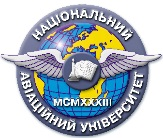 НАЦІОНАЛЬНИЙ
АВІАЦІЙНИЙ УНІВЕРСИТЕТ
MCMXXXIII